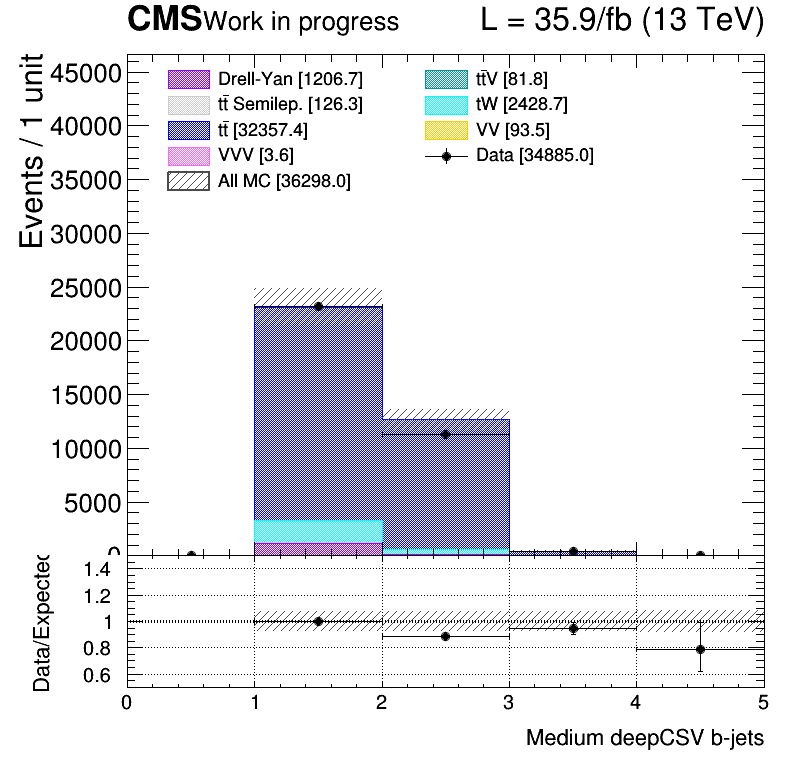 CMS Work in progress L = 35.9/fb (13 TeV)
Events / 1 unit
45000
40000
35000
30000
25000
20000
15000
10000
5000
0
Drell-Yan [1206.7]
tt̄ Semilep. [126.3]
tt̄ [32357.4]
VVV [3.6]
All MC [36298.0]
tt̄V [81.8]
tW [2428.7]
VV [93.5]
Data [34885.0]
Data/Expected
1.4
1.2
1
0.8
0.6
0 1 2 3 4 5
Medium deepCSV b-jets